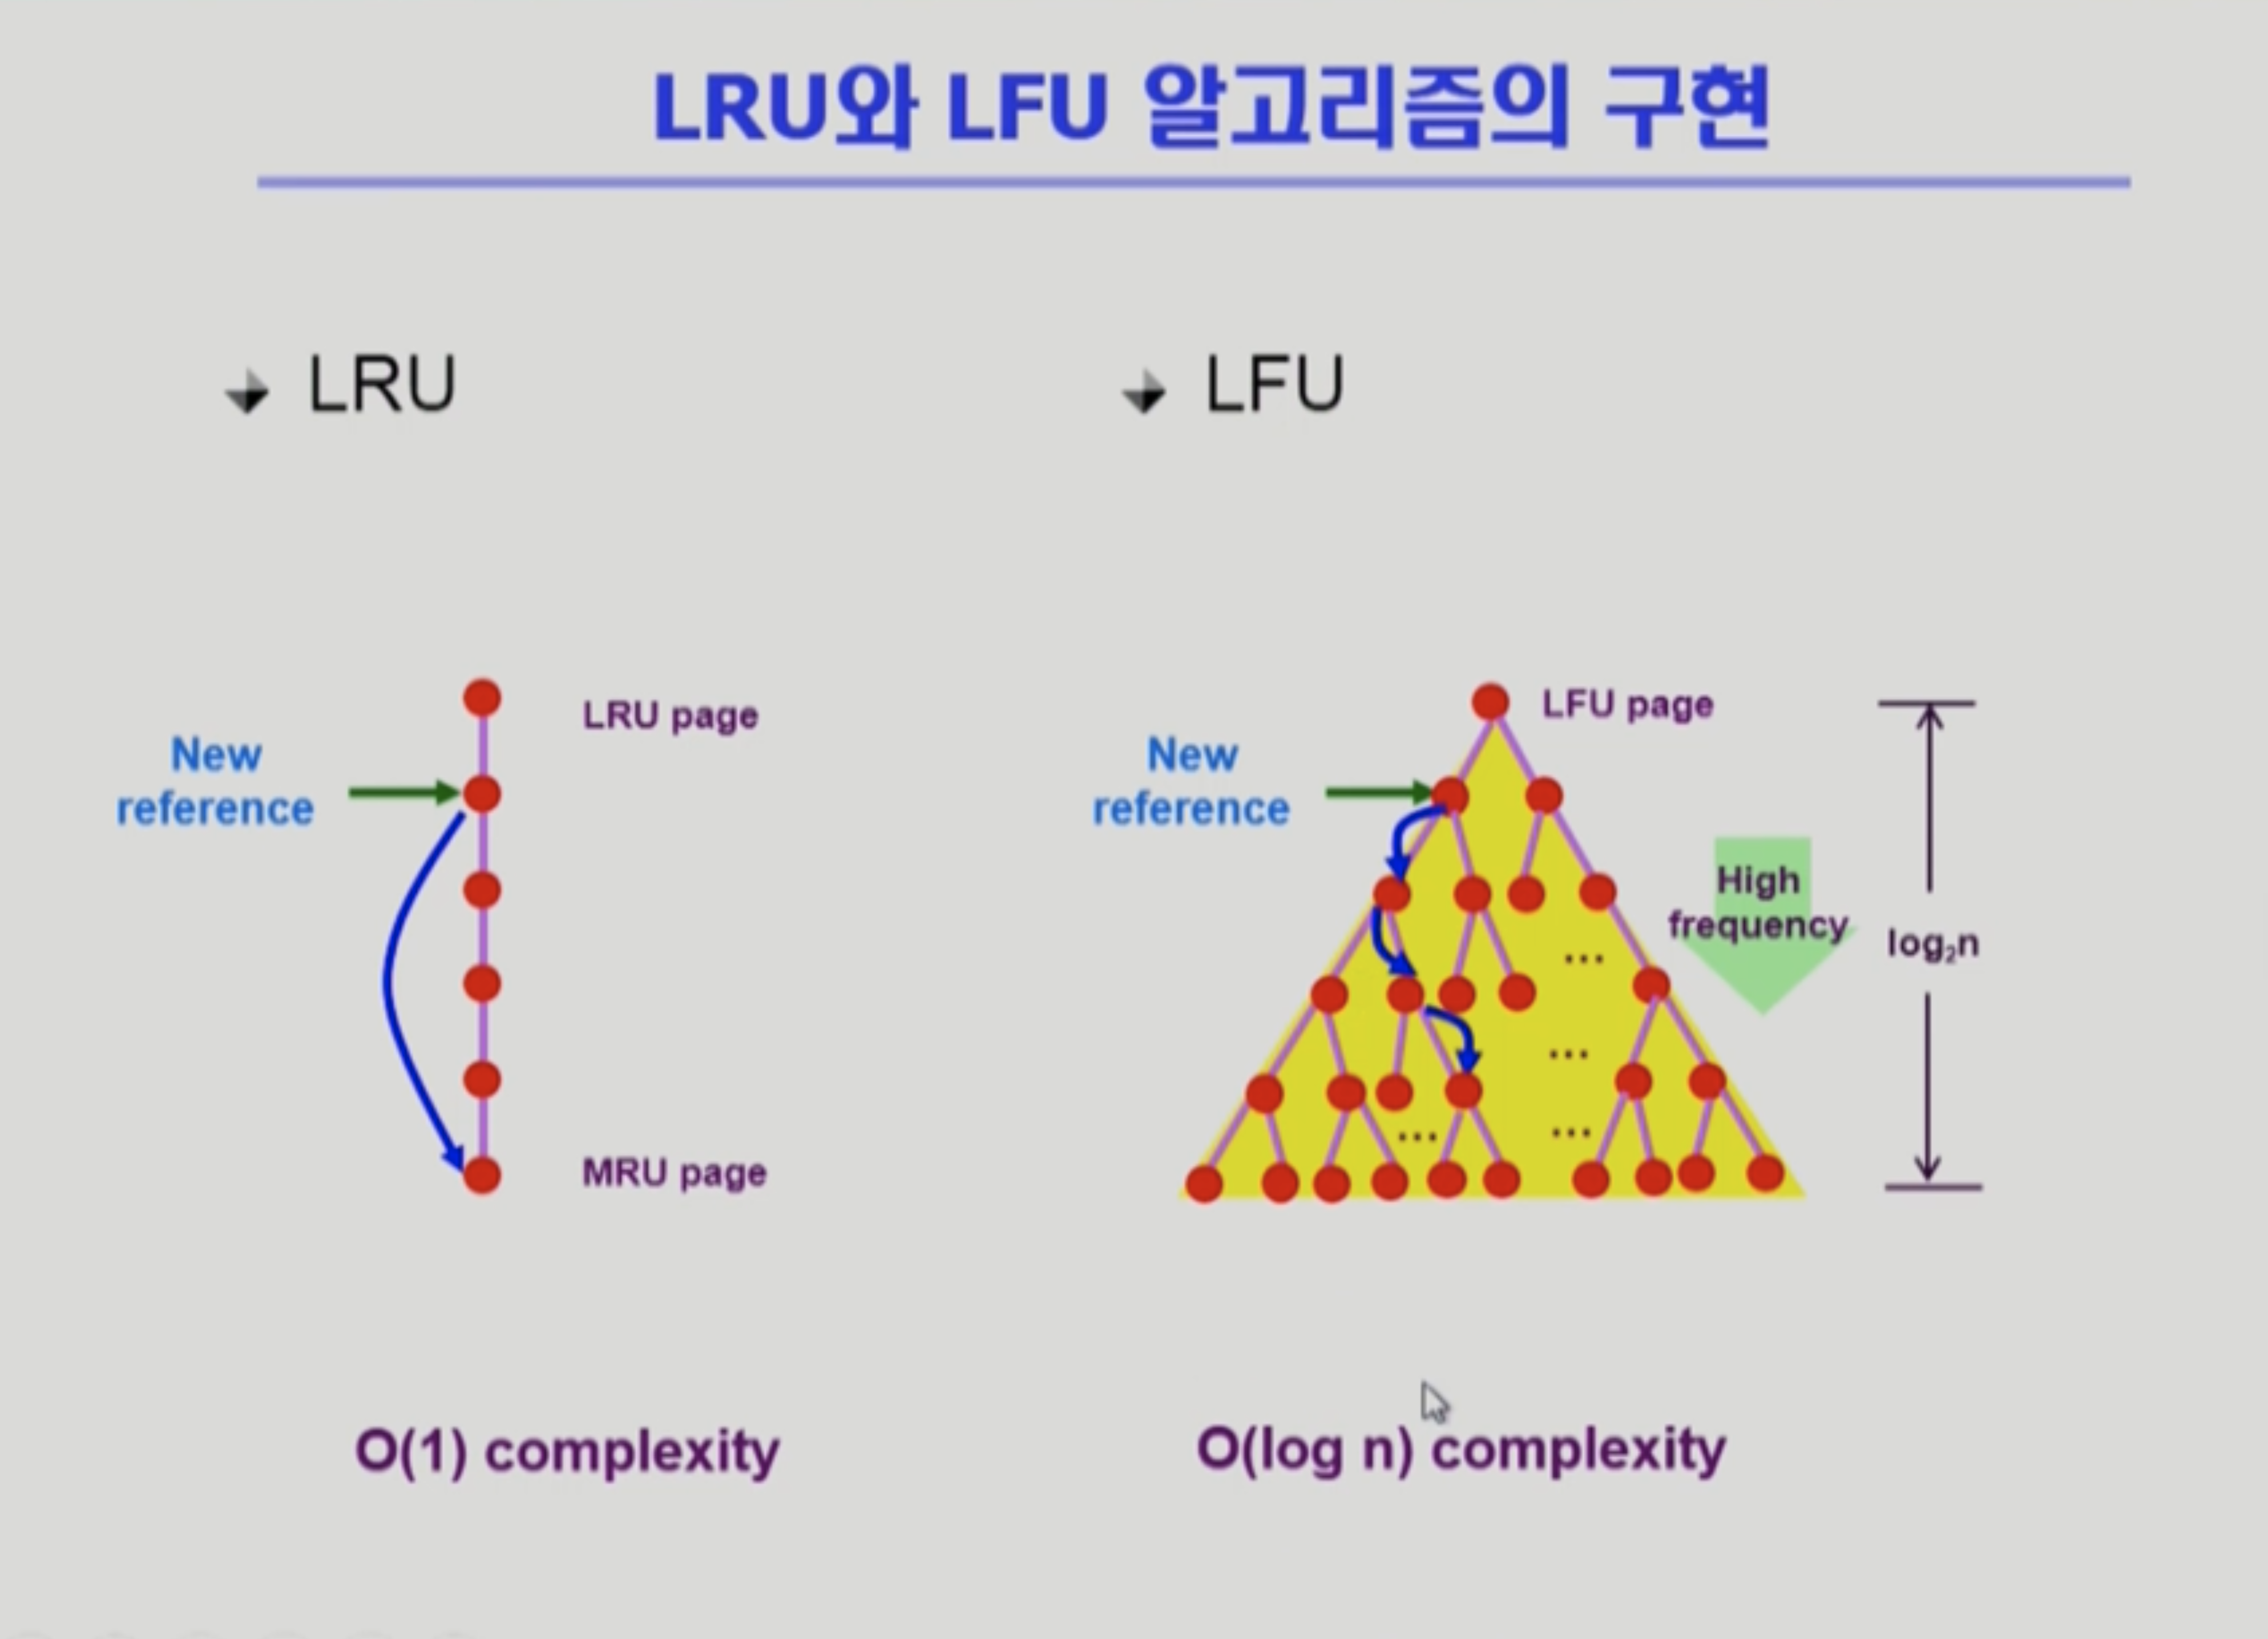 LRU와 LFU 알고리즘의 구현
LRU
LRU page
New
reference
MRU page
O(1) complexity
LFU
LFU page
New
reference
High
frequency
log₂n
...
...
...
...
O(log n) complexity